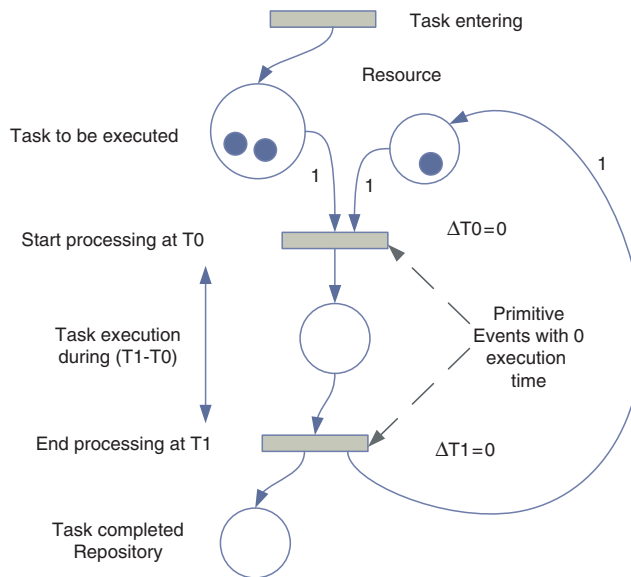 Task entering
Resource
Task to be executed
1
1
1
Start processing at T0
ΔT0=0
Task execution
during (T1-T0)
Primitive
Events with 0
execution
time
End processing at T1
ΔT1=0
Task completed
Repository